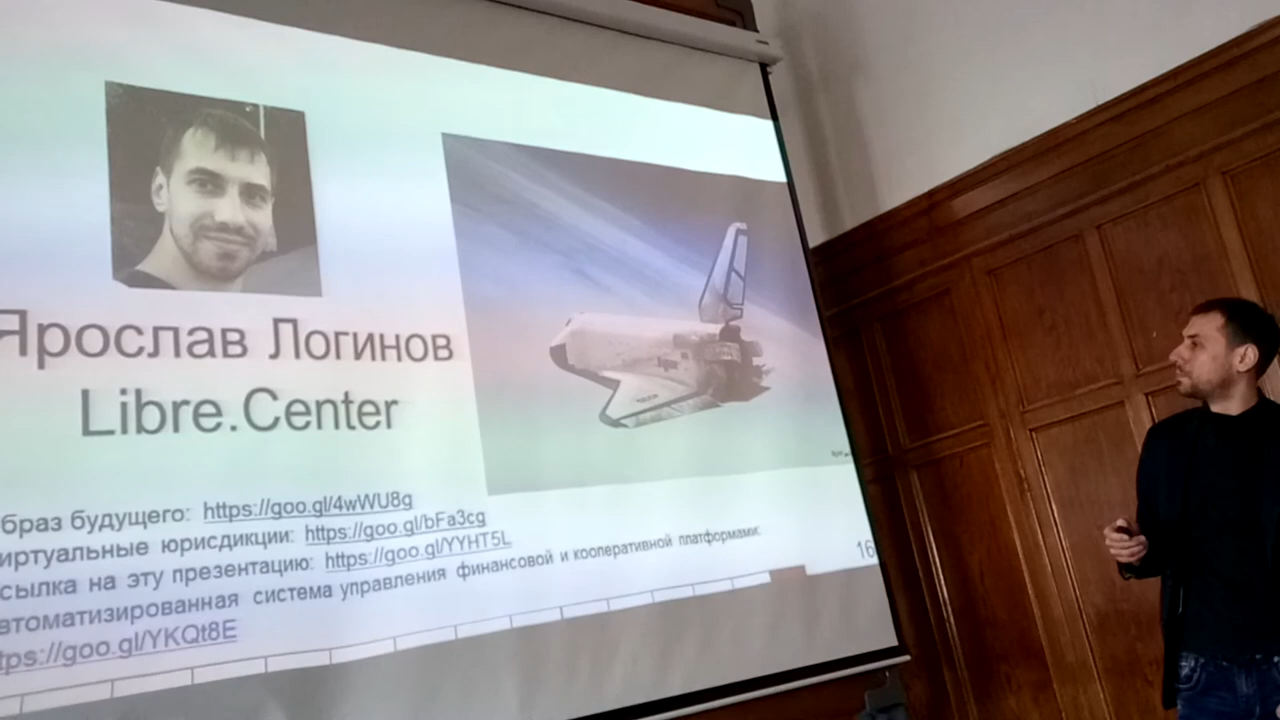 Ярослав Логинов
Libre.Center
браз будущего: https://goo.gl/4wWU8g
иртуальные юрисдикции: https://goo.gl/bFa3cg
сылка на эту презентацию: https://goo.gl/YYHT5L
втоматизированная система управления финансовой и кооперативной платформами:
tps://goo.gl/YKQt8E
16